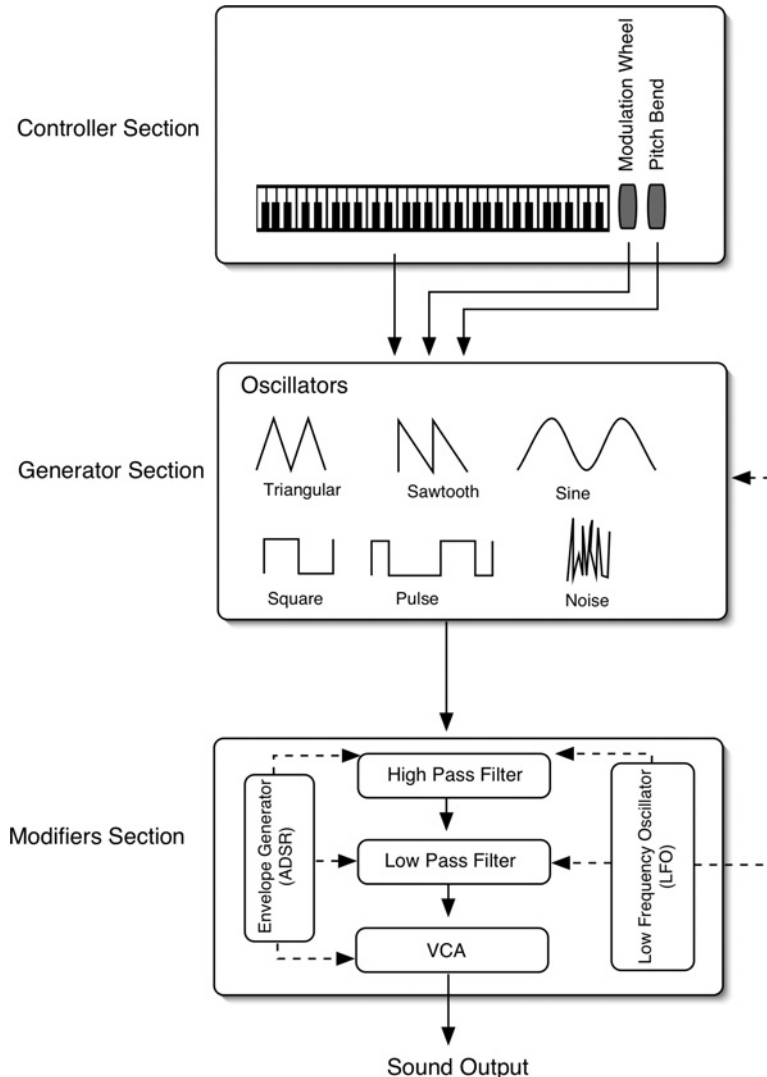 Controller Section
Modulation Wheel
Pitch Bend
Generator Section
Oscillators
Triangular
Sawtooth
Sine
Square
Pulse
Noise
Modifiers Section
Envelope Generator
(ADSR)
High Pass Filter
Low Pass Filter
VCA
Low Frequency Oscillator
(LFO)
Sound Output